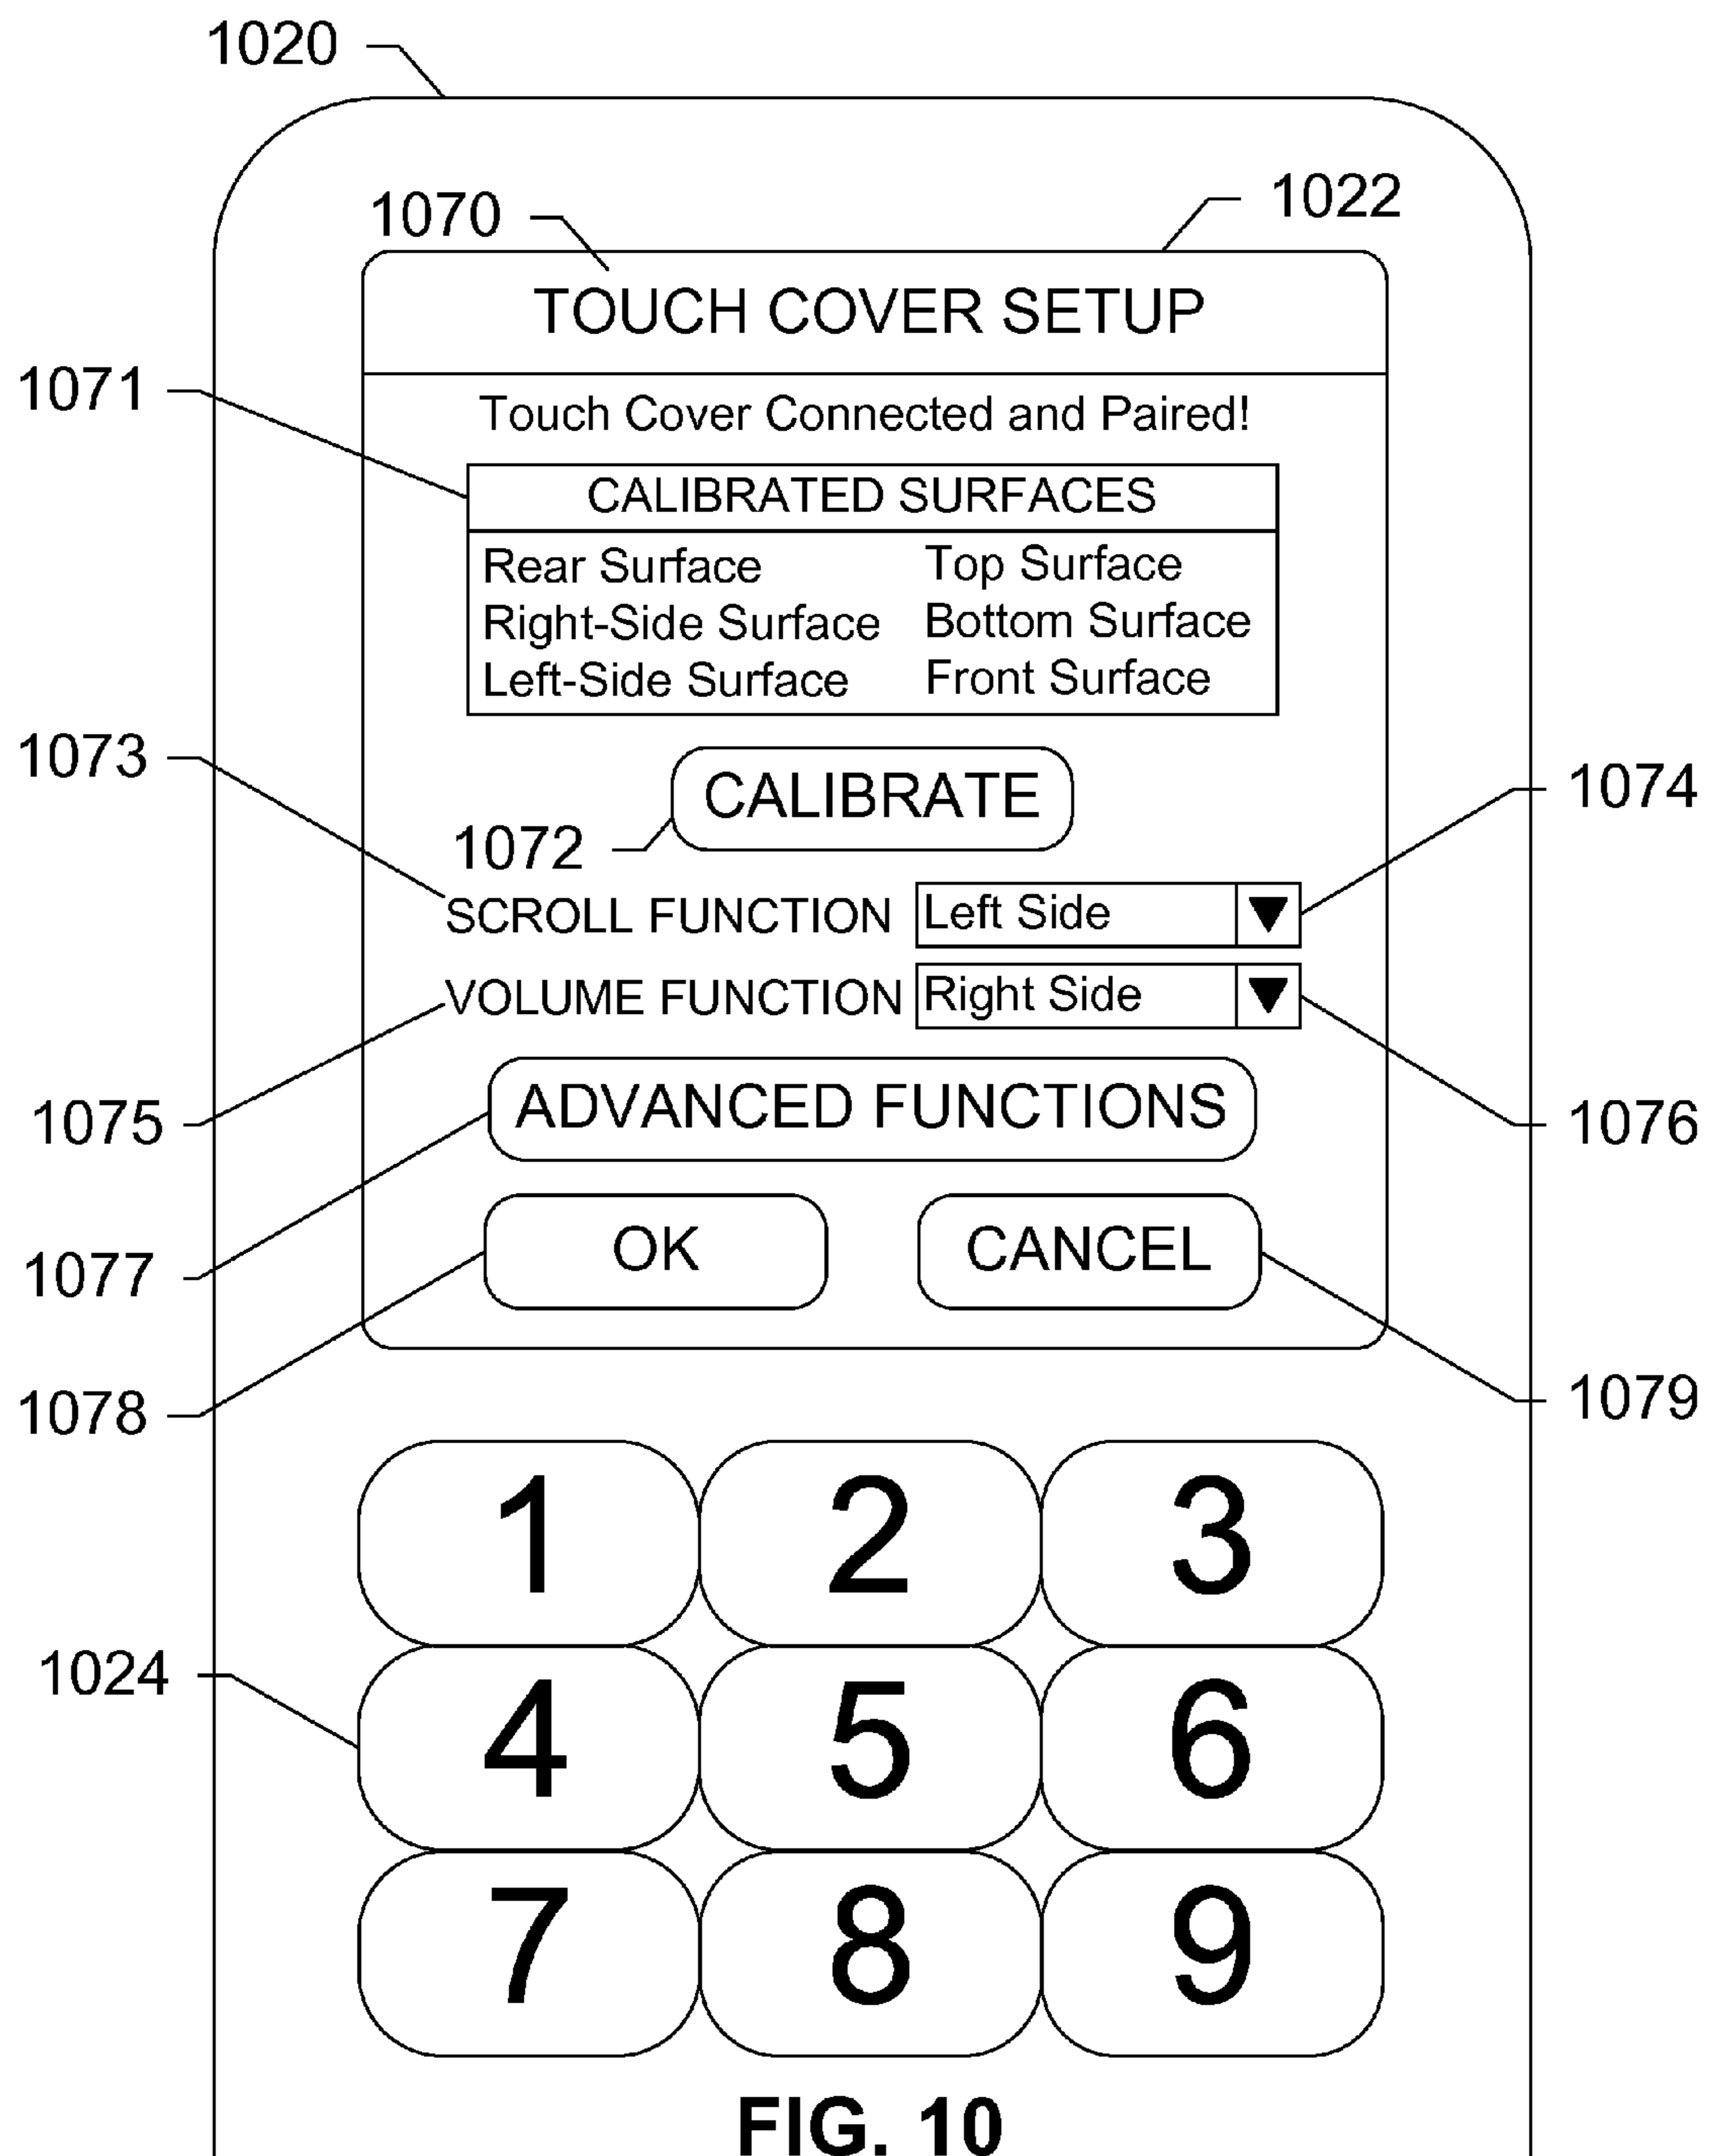 1020
1070
1022
TOUCH COVER SETUP
1071
Touch Cover Connected and Paired!
CALIBRATED SURFACES
Rear Surface Top Surface
Right-Side Surface Bottom Surface
Left-Side Surface Front Surface
1073
CALIBRATE
1074
1072
SCROLL FUNCTION Left Side
VOLUME FUNCTION Right Side
1075
ADVANCED FUNCTIONS
1076
OK CANCEL
1077
1078
1079
1 2 3
1024
4 5 6
7 8 9
FIG. 10